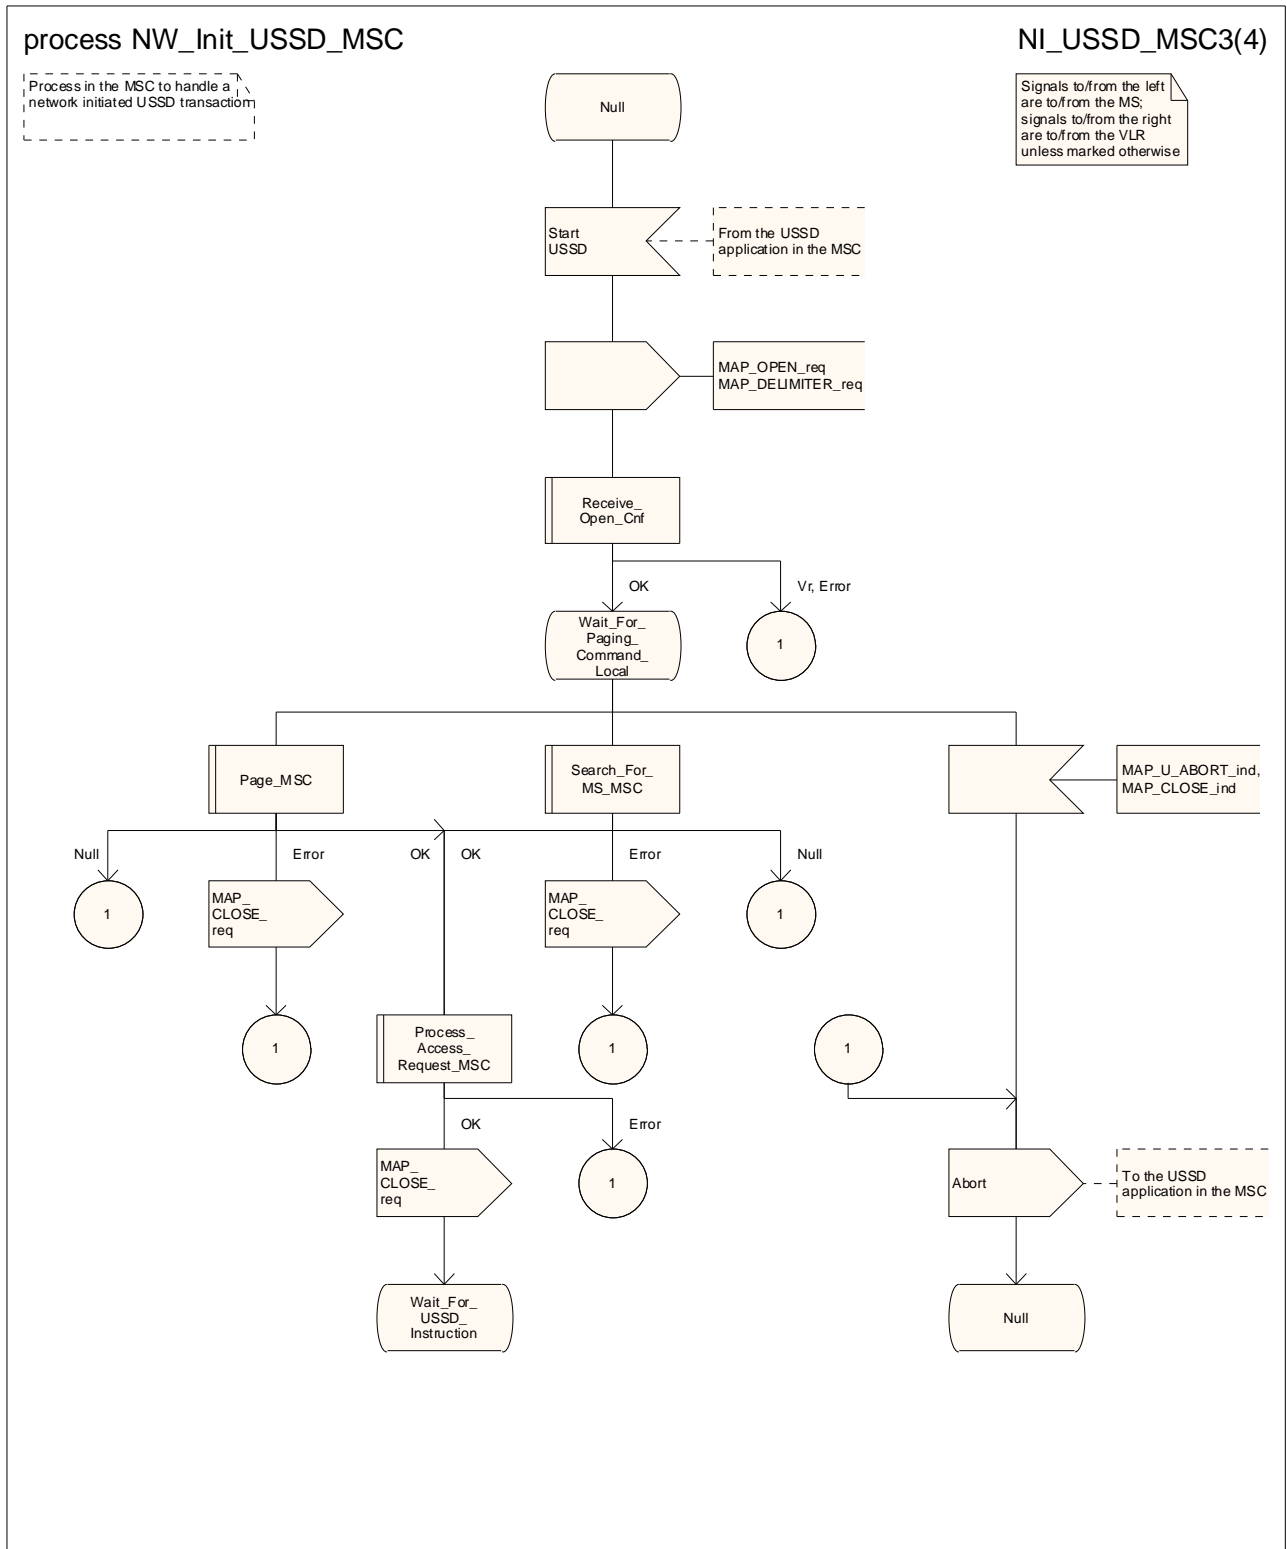 process NW_Init_USSD_MSC
NI_USSD_MSC3(4)
Process in the MSC to handle a
network initiated USSD transaction
Signals to/from the left
are to/from the MS;
signals to/from the right
are to/from the VLR
unless marked otherwise
Null
Start
USSD
From the USSD
application in the MSC
MAP_OPEN_req
MAP_DELIMITER_req
Receive_
Open_Cnf
OK
Vr, Error
Wait_For_
Paging_
Command_
Local
1
Page_MSC
Search_For_
MS_MSC
MAP_U_ABORT_ind,
MAP_CLOSE_ind
Null
Error
OK
OK
Error
Null
1
MAP_
CLOSE_
req
MAP_
CLOSE_
req
1
1
Process_
Access_
Request_MSC
1
1
OK
Error
MAP_
CLOSE_
req
1
Abort
To the USSD
application in the MSC
Wait_For_
USSD_
Instruction
Null